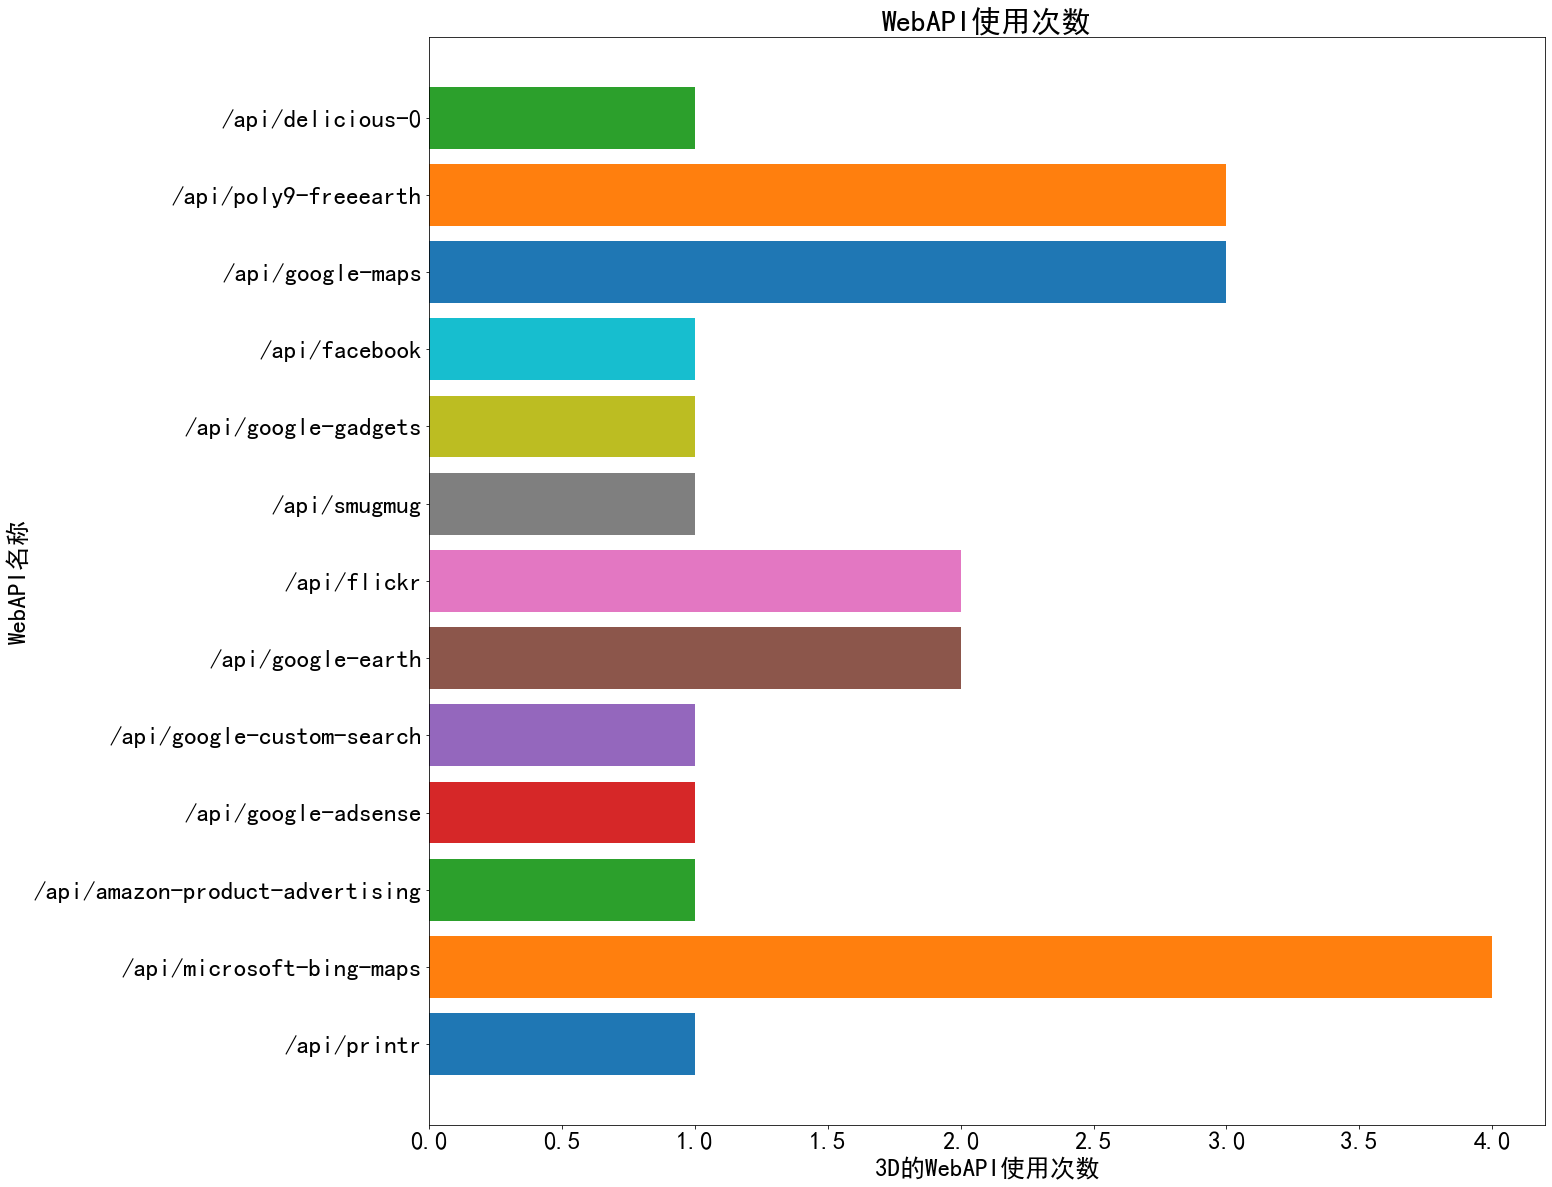 WebAPI使用次数
/api/delicious-0
/api/poly9-freeearth
/api/google-maps
/api/facebook
/api/google-gadgets
/api/smugmug
/api/flickr
/api/google-earth
/api/google-custom-search
/api/google-adsense
/api/amazon-product-advertising
/api/microsoft-bing-maps
/api/printr
WebAPI名称
0.0 0.5 1.0 1.5 2.0 2.5 3.0 3.5 4.0
3D的WebAPI使用次数